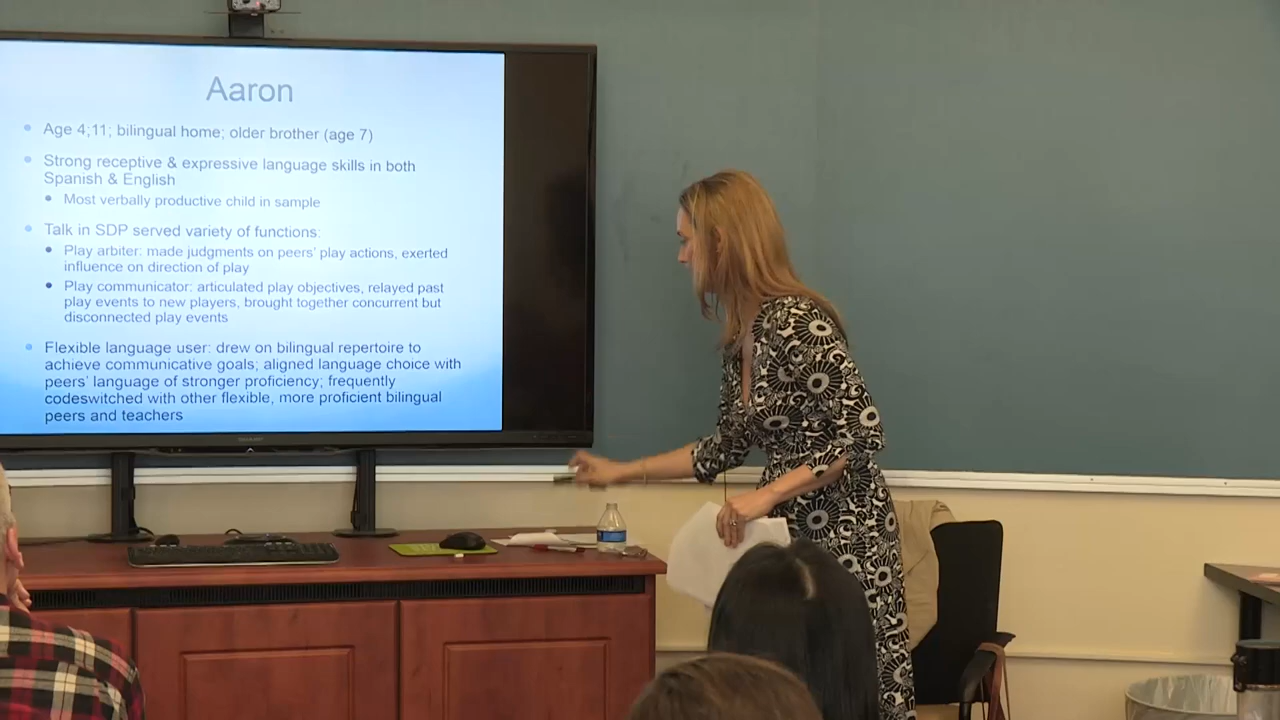 Aaron
• Age 4;11; bilingual home; older brother (age 7)
• Strong receptive & expressive language skills in both
Spanish & English
• Most verbally productive child in sample
• Talk in SDP served variety of functions:
• Play arbiter: made judgments on peers' play actions, exerted
influence on direction of play
• Play communicator: articulated play objectives, relayed past
play events to new players, brought together concurrent but
disconnected play events
• Flexible language user: drew on bilingual repertoire to
achieve communicative goals; aligned language choice with
peers' language of stronger proficiency; frequently
codeswitched with other flexible, more proficient bilingual
peers and teachers
SHARP